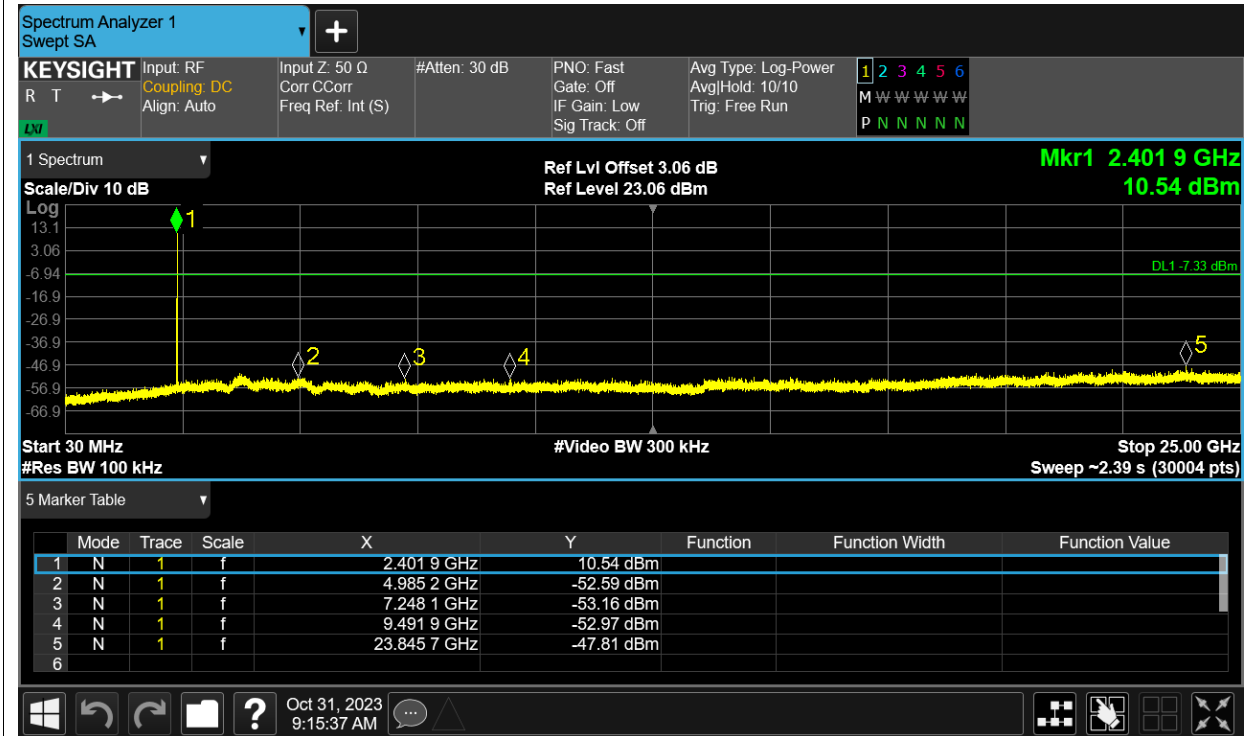 Spectrum Analyzer 1
Swept SA
+
KEYSIGHT
R T
LXI
Input: RF
Coupling: DC
Align: Auto
Input Z: 50 Ω
Corr CCorr
Freq Ref: Int (S)
#Atten: 30 dB
PNO: Fast
Gate: Off
IF Gain: Low
Sig Track: Off
Avg Type: Log-Power
Avg|Hold: 10/10
Trig: Free Run
1 2 3 4 5 6
M W W W W W
P N N N N N
1 Spectrum
Scale/Div 10 dB
Ref Lvl Offset 3.06 dB
Ref Level 23.06 dBm
Mkr1 2.401 9 GHz
10.54 dBm
Log
13.1
3.06
-6.94
-16.9
-26.9
-36.9
-46.9
-56.9
-66.9
1
2
3
4
5
DL1 -7.33 dBm
Start 30 MHz
#Res BW 100 kHz
#Video BW 300 kHz
Stop 25.00 GHz
Sweep ~2.39 s (30004 pts)
5 Marker Table
Mode Trace Scale X Y Function Function Width Function Value
1 N 1 f 2.401 9 GHz 10.54 dBm
2 N 1 f 4.985 2 GHz -52.59 dBm
3 N 1 f 7.248 1 GHz -53.16 dBm
4 N 1 f 9.491 9 GHz -52.97 dBm
5 N 1 f 23.845 7 GHz -47.81 dBm
6
?
Oct 31, 2023
9:15:37 AM